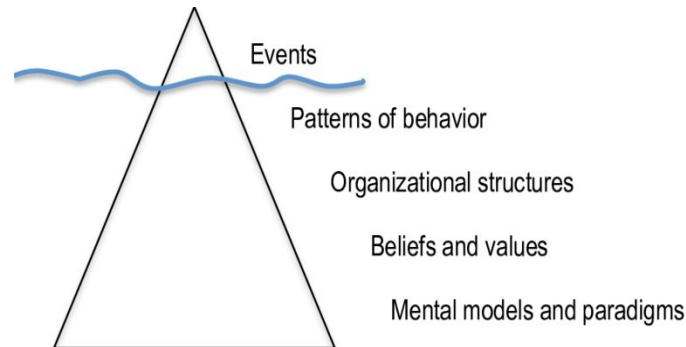 Events
Patterns of behavior
Organizational structures
Beliefs and values
Mental models and paradigms